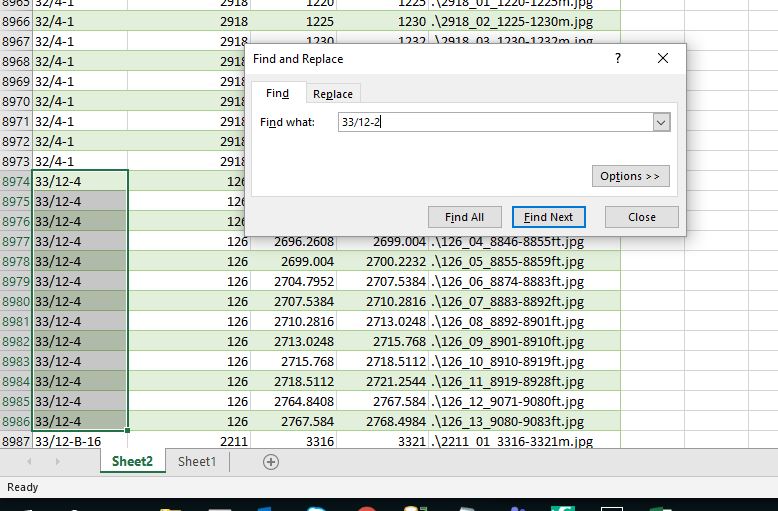 8965 32/4-1 2918 1220 1225 .\2918_01_1220-1225m.jpg
8966 32/4-1 2918 1225 1230 .\2918_02_1225-1230m.jpg
8967 32/4-1 2918 1230 1232 .\2918_03_1230-1232m.jpg
8968 32/4-1 2918
8969 32/4-1 2918
8970 32/4-1 2918
8971 32/4-1 2918
8972 32/4-1 2918
8973 32/4-1 2918
8974 33/12-4 126
8975 33/12-4 126
8976 33/12-4 126
Find and Replace
Find Replace
Find what: 33/12-2
Options >>
Find All Find Next Close
8977 33/12-4 126 2696.2608 2699.004 .\126_04_8846-8855ft.jpg
8978 33/12-4 126 2699.004 2700.2232 .\126_05_8855-8859ft.jpg
8979 33/12-4 126 2704.7952 2707.5384 .\126_06_8874-8883ft.jpg
8980 33/12-4 126 2707.5384 2710.2816 .\126_07_8883-8892ft.jpg
8981 33/12-4 126 2710.2816 2713.0248 .\126_08_8892-8901ft.jpg
8982 33/12-4 126 2713.0248 2715.768 .\126_09_8901-8910ft.jpg
8983 33/12-4 126 2715.768 2718.5112 .\126_10_8910-8919ft.jpg
8984 33/12-4 126 2718.5112 2721.2544 .\126_11_8919-8928ft.jpg
8985 33/12-4 126 2764.8408 2767.584 .\126_12_9071-9080ft.jpg
8986 33/12-4 126 2767.584 2768.4984 .\126_13_9080-9083ft.jpg
8987 33/12-B-16 2211 3316 3321 .\2211_01_3316-3321m.jpg
Sheet2 Sheet1
Ready